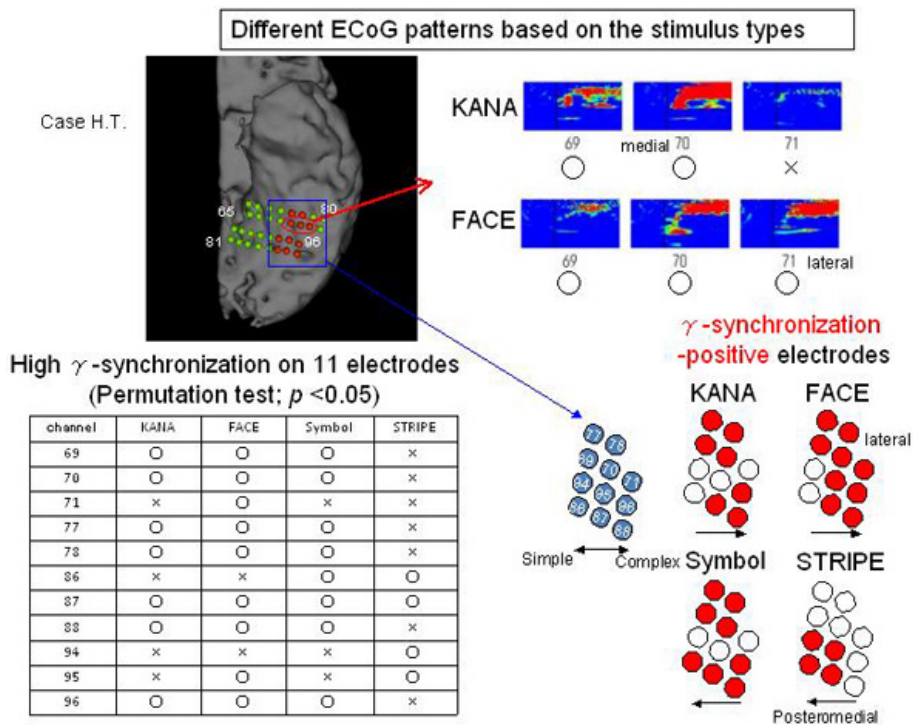 Different ECoG patterns based on the stimulus types
Case H.T.
65
80
81
96
KANA
69
medial
70
71
○
○
×
FACE
69
70
71
lateral
○
○
○
High γ-synchronization on 11 electrodes
(Permutation test; p <0.05)
channel KANA FACE Symbol STRIPE
69 ○ ○ ○ ×
70 ○ ○ ○ ×
71 × ○ × ×
77 ○ ○ ○ ×
78 ○ ○ ○ ×
86 × × ○ ○
87 ○ ○ ○ ○
88 ○ ○ ○ ×
94 × × × ○
95 × ○ × ○
96 ○ ○ ○ ×
77 78
70 71
94 95 96
87
88
Simple
Complex
γ-synchronization
-positive electrodes
KANA
FACE
lateral
Symbol
STRIPE
Posteromedial